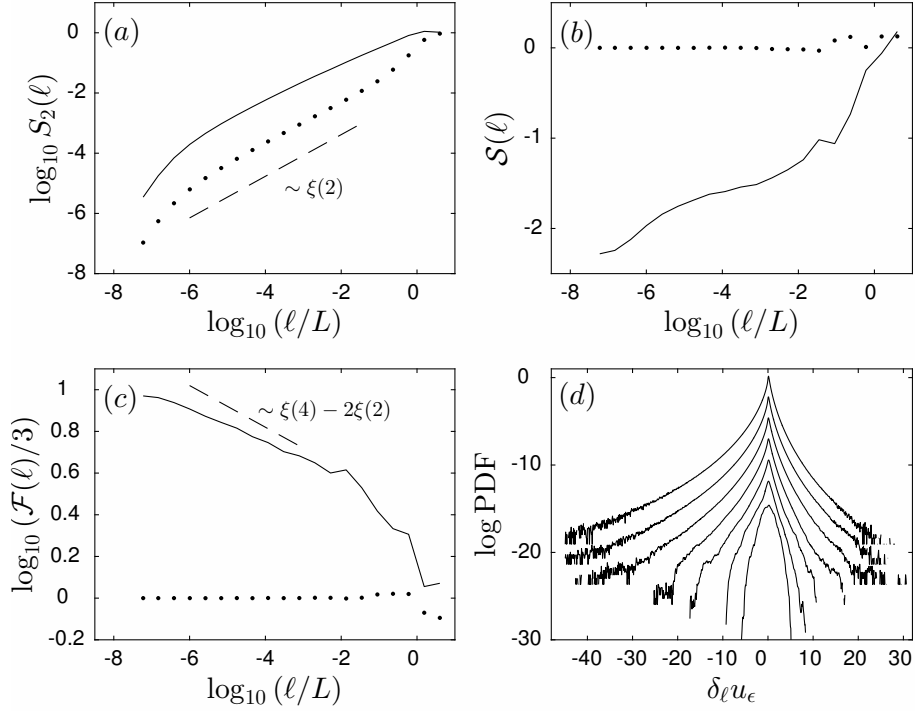 (a)
log₁₀ S₂(ℓ)
0
-2
-4
-6
-8
∼ ξ(2)
-8 -6 -4 -2 0
log₁₀ (ℓ/L)
(b)
𝒮(ℓ)
0
-1
-2
-8 -6 -4 -2 0
log₁₀ (ℓ/L)
(c)
log₁₀ (ℱ(ℓ)/3)
1
0.8
0.6
0.4
0.2
0
-0.2
∼ ξ(4) − 2ξ(2)
-8 -6 -4 -2 0
log₁₀ (ℓ/L)
(d)
log PDF
0
-10
-20
-30
-40 -30 -20 -10 0 10 20 30
δ_ℓ u_ϵ